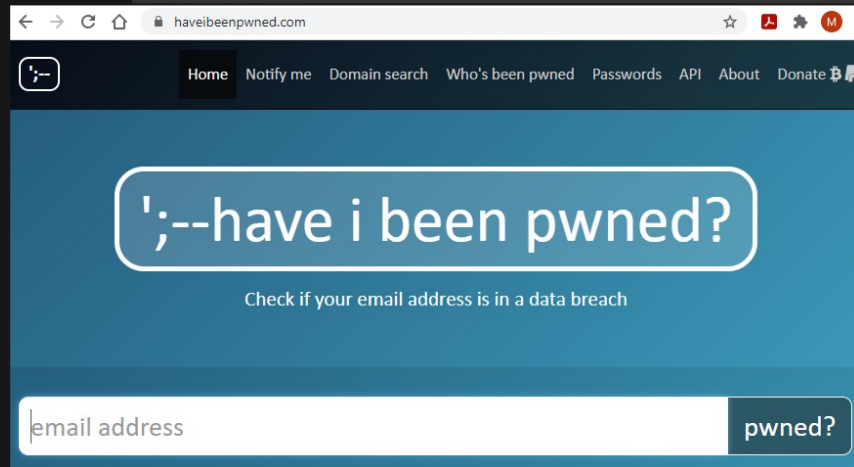 haveibeenpwned.com
M
';--
Home Notify me Domain search Who's been pwned Passwords API About Donate
';--have i been pwned?
Check if your email address is in a data breach
email address
pwned?